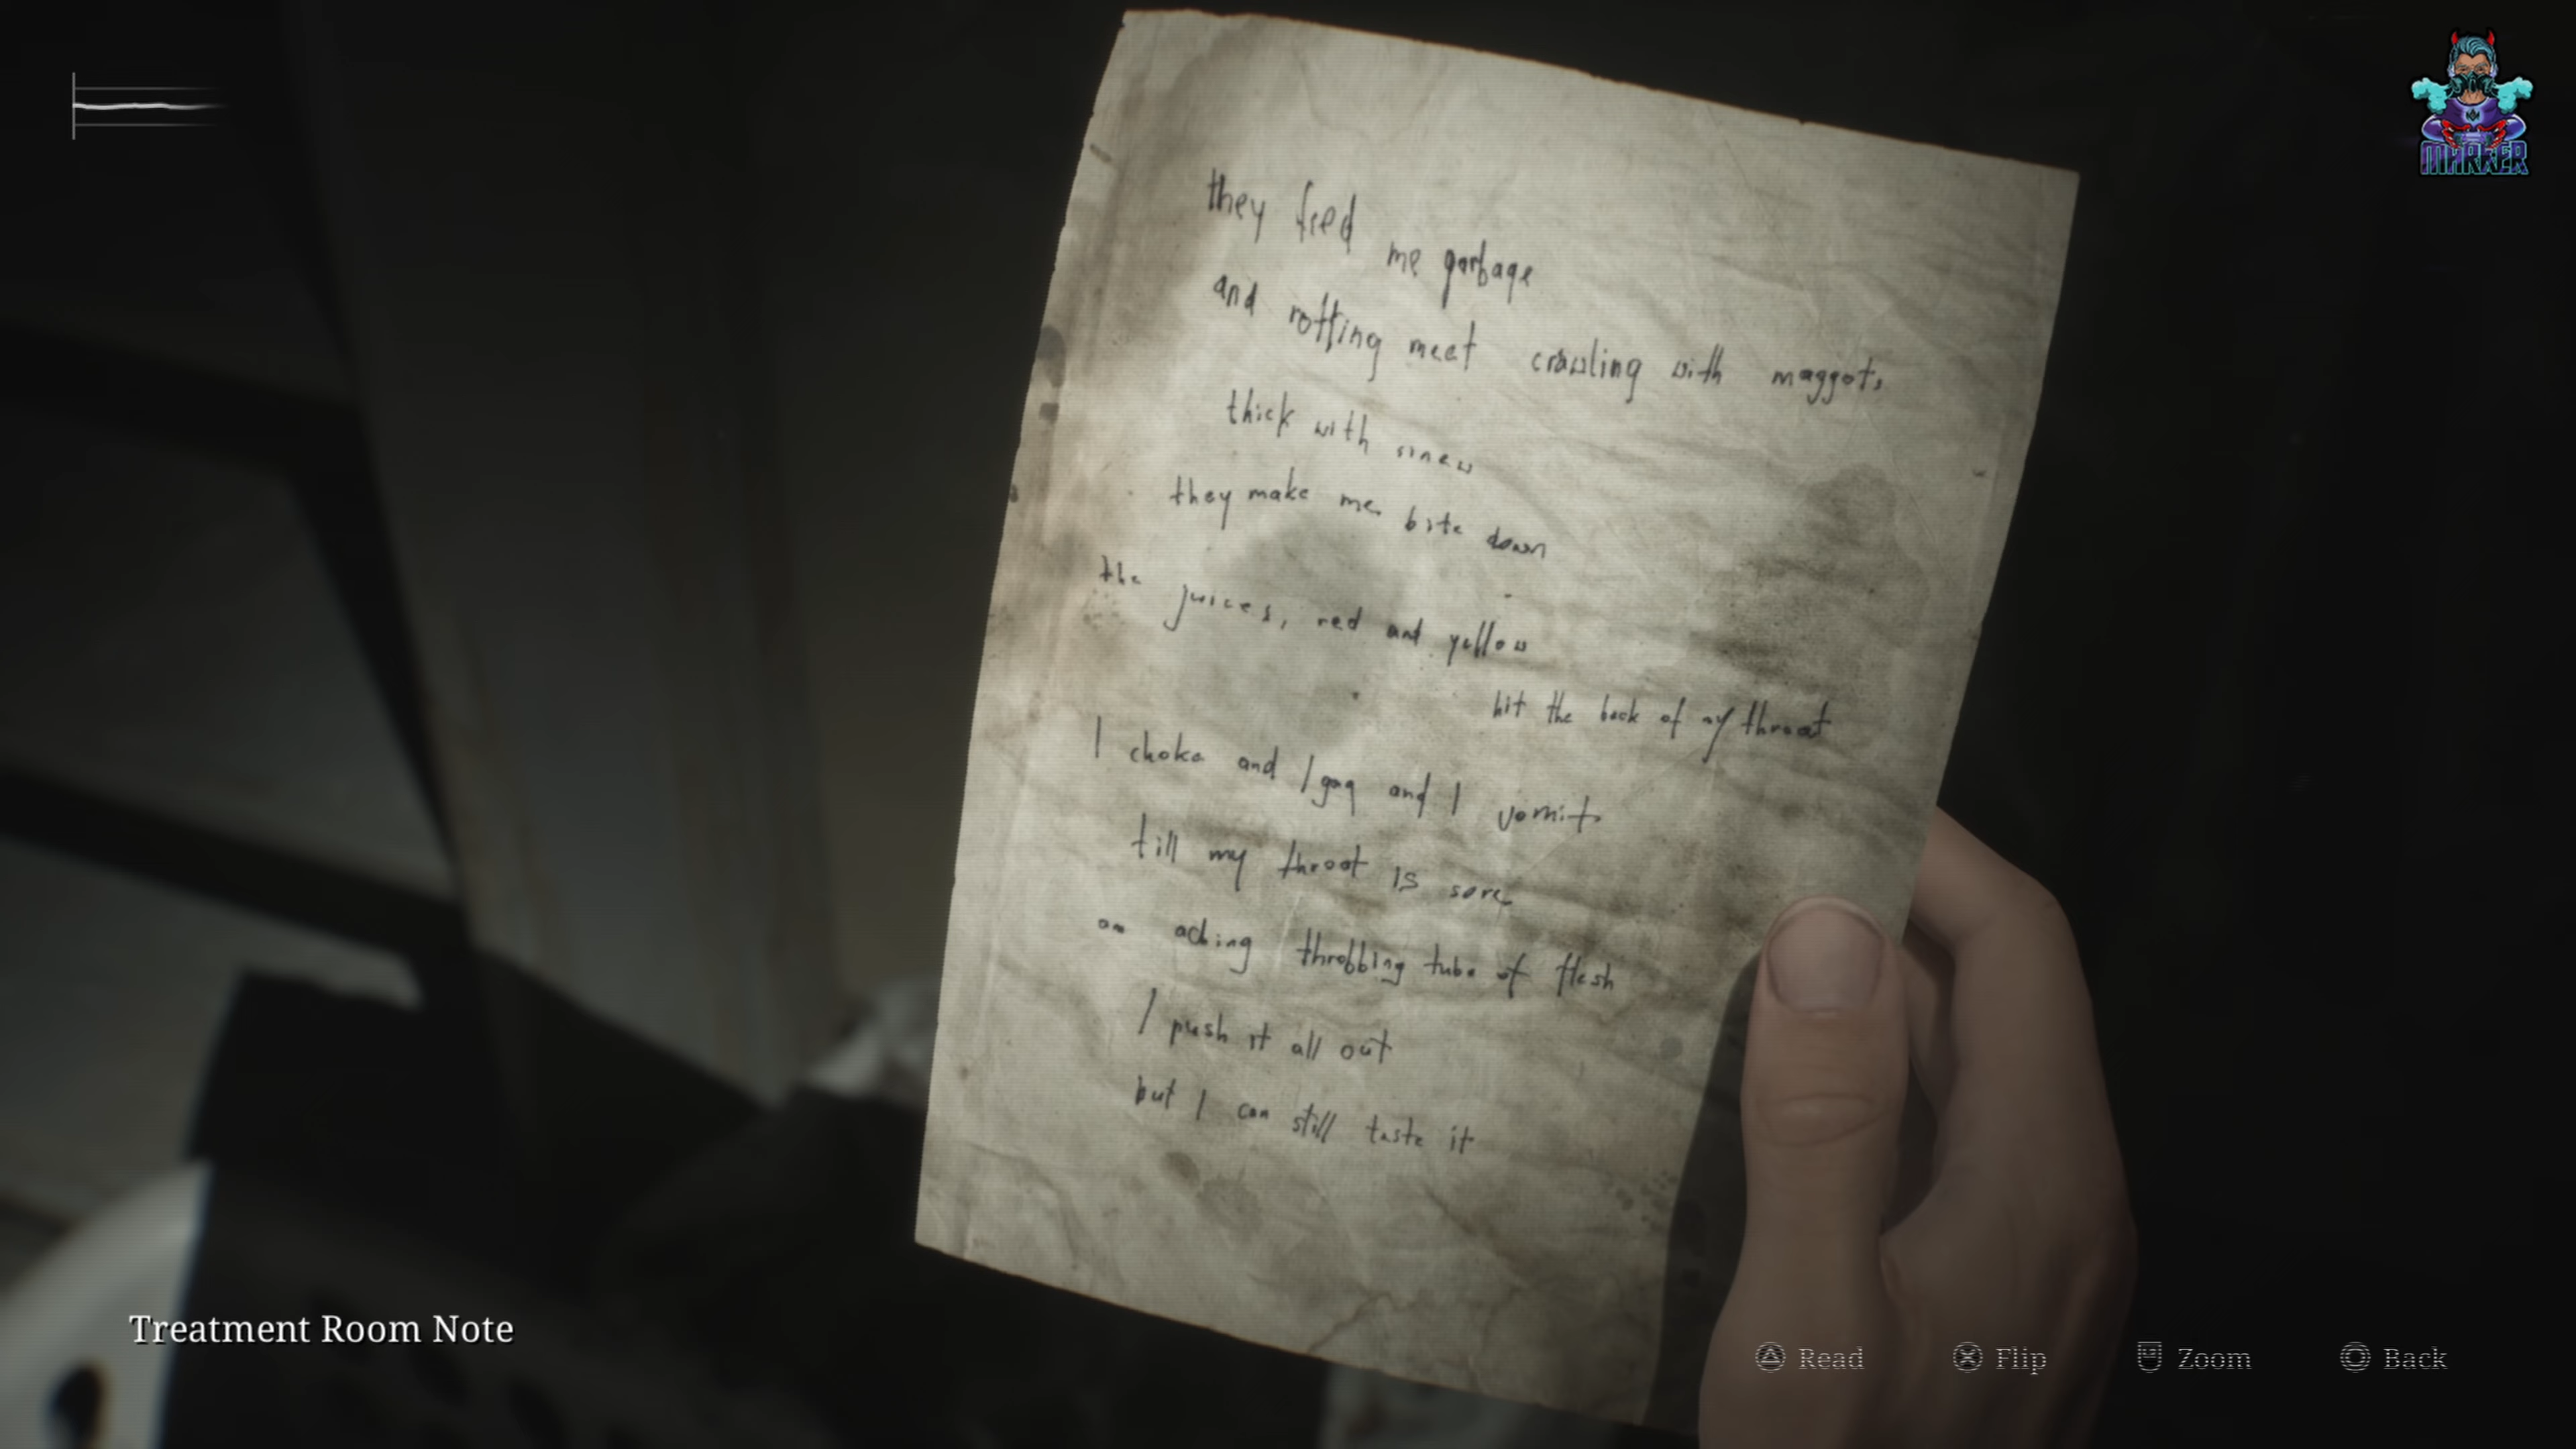 MARKER
they feed me garbage
and rotting meat crawling with maggots
thick with sinew
they make me bite down
the juices, red and yellow
hit the back of my throat
I choke and I gag and I vomit
till my throat is sore
an aching throbbing tube of flesh
I push it all out
but I can still taste it
Treatment Room Note
Read
L2
Flip
Zoom
Back